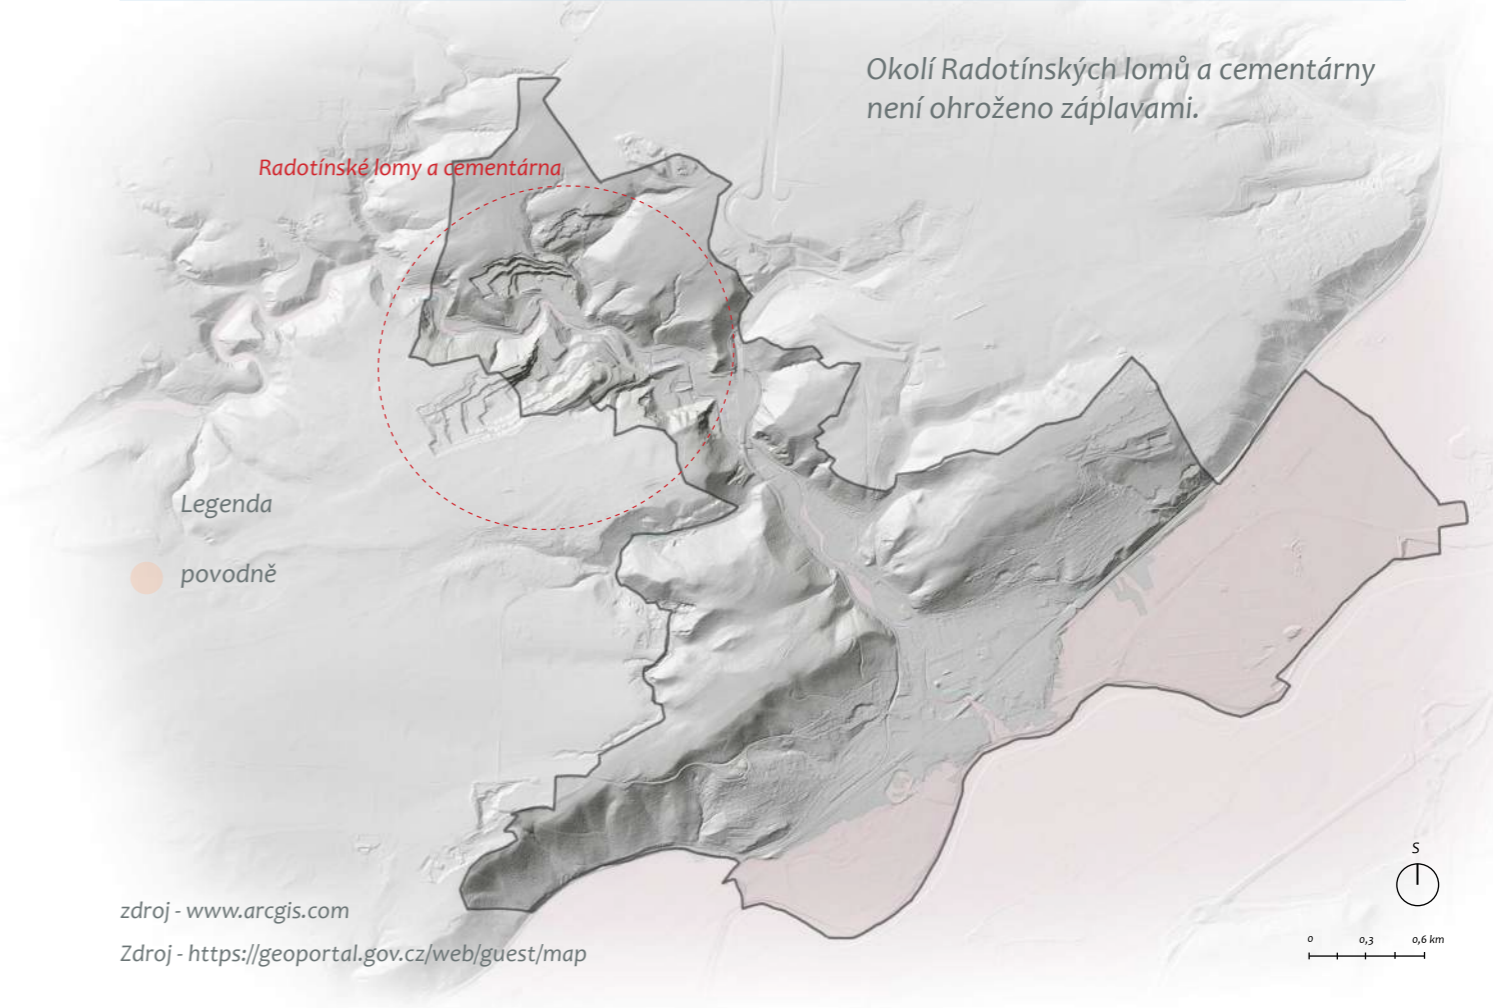 Okolí Radotínských lomů a cementárny
není ohroženo záplavami.
Radotínské lomy a cementárna
Legenda
povodně
zdroj - www.arcgis.com
Zdroj - https://geoportal.gov.cz/web/guest/map
S
0 0,3 0,6 km